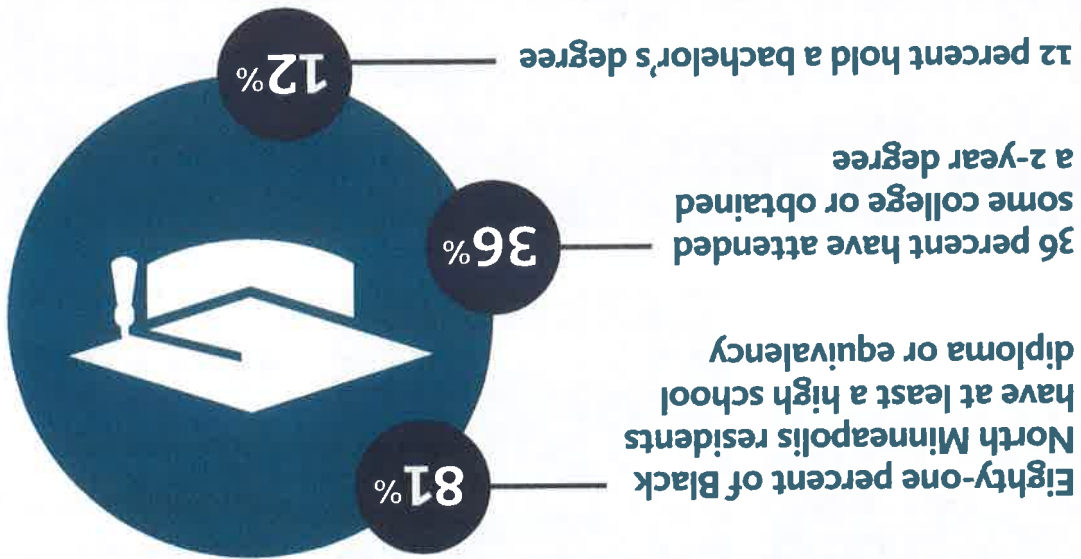 81%
Eighty-one percent of Black
North Minneapolis residents
have at least a high school
diploma or equivalency
36%
36 percent have attended
some college or obtained
a 2-year degree
12%
12 percent hold a bachelor's degree